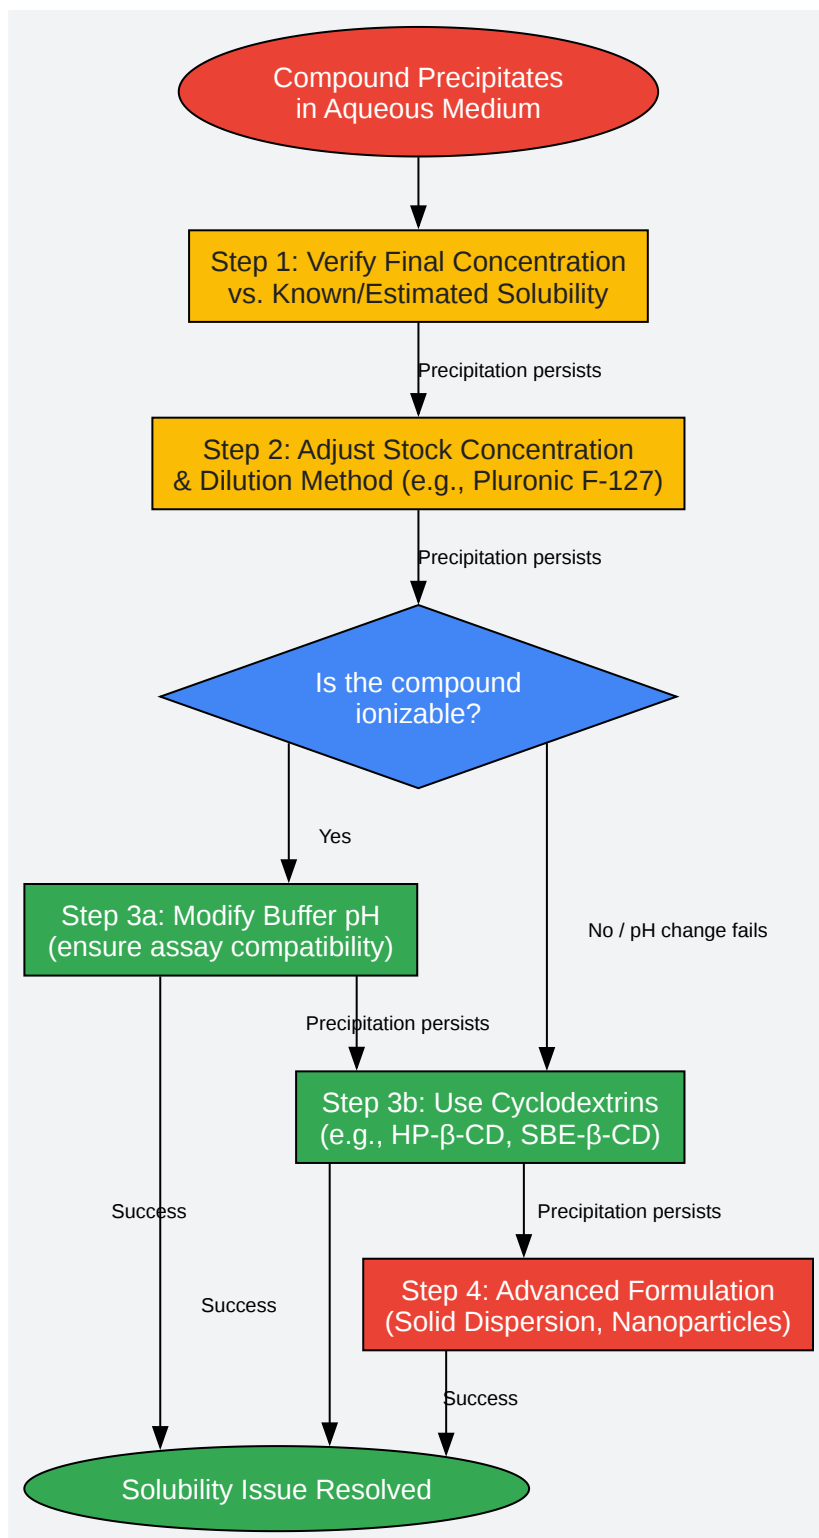 Compound Precipitates
in Aqueous Medium
Step 1: Verify Final Concentration
vs. Known/Estimated Solubility
Precipitation persists
Step 2: Adjust Stock Concentration
& Dilution Method (e.g., Pluronic F-127)
Precipitation persists
Is the compound
ionizable?
Yes
Step 3a: Modify Buffer pH
(ensure assay compatibility)
No / pH change fails
Precipitation persists
Step 3b: Use Cyclodextrins
(e.g., HP-β-CD, SBE-β-CD)
Success
Precipitation persists
Step 4: Advanced Formulation
(Solid Dispersion, Nanoparticles)
Success
Success
Solubility Issue Resolved